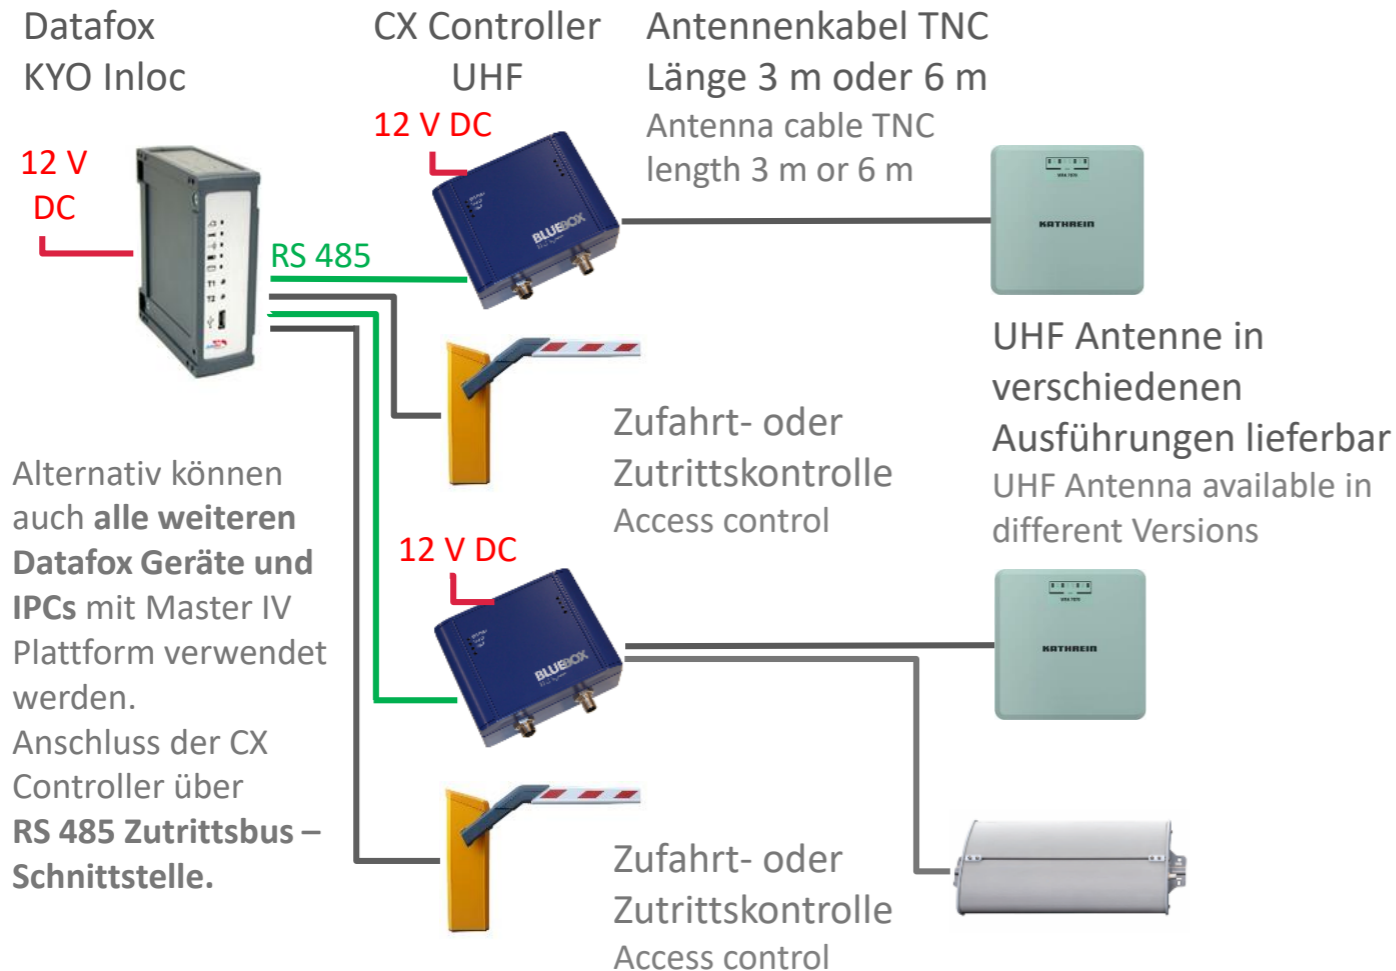 Datafox
KYO Inloc
CX Controller
UHF
Antennenkabel TNC
Länge 3 m oder 6 m
Antenna cable TNC
length 3 m or 6 m
12 V
DC
12 V DC
RS 485
T1
T2
BLUEBOX
KATHREIN
UHF Antenne in
verschiedenen
Ausführungen lieferbar
UHF Antenna available in
different Versions
Zufahrt- oder
Zutrittskontrolle
Access control
Alternativ können
auch alle weiteren
Datafox Geräte und
IPCs mit Master IV
Plattform verwendet
werden.
Anschluss der CX
Controller über
RS 485 Zutrittsbus –
Schnittstelle.
12 V DC
BLUEBOX
KATHREIN
Zufahrt- oder
Zutrittskontrolle
Access control